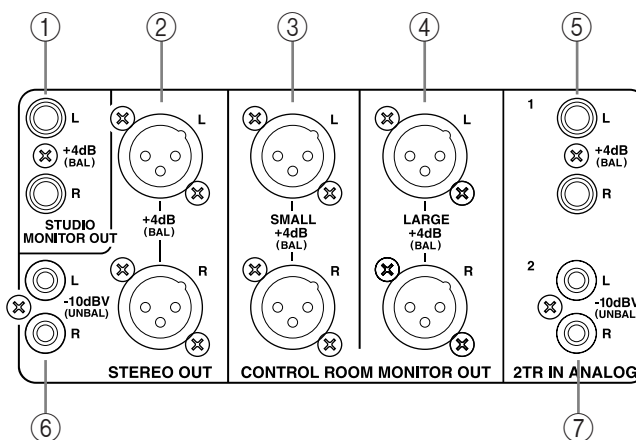 ① ② ③ ④ ⑤
L
+4dB
(BAL)
R
STUDIO
MONITOR OUT
L
-10dBV
(UNBAL)
R
L
+4dB
(BAL)
R
STEREO OUT
L
SMALL
+4dB
(BAL)
R
L
LARGE
+4dB
(BAL)
R
CONTROL ROOM MONITOR OUT
1
L
+4dB
(BAL)
R
2
L
-10dBV
(UNBAL
R
2TR IN ANALOG
⑥ ⑦